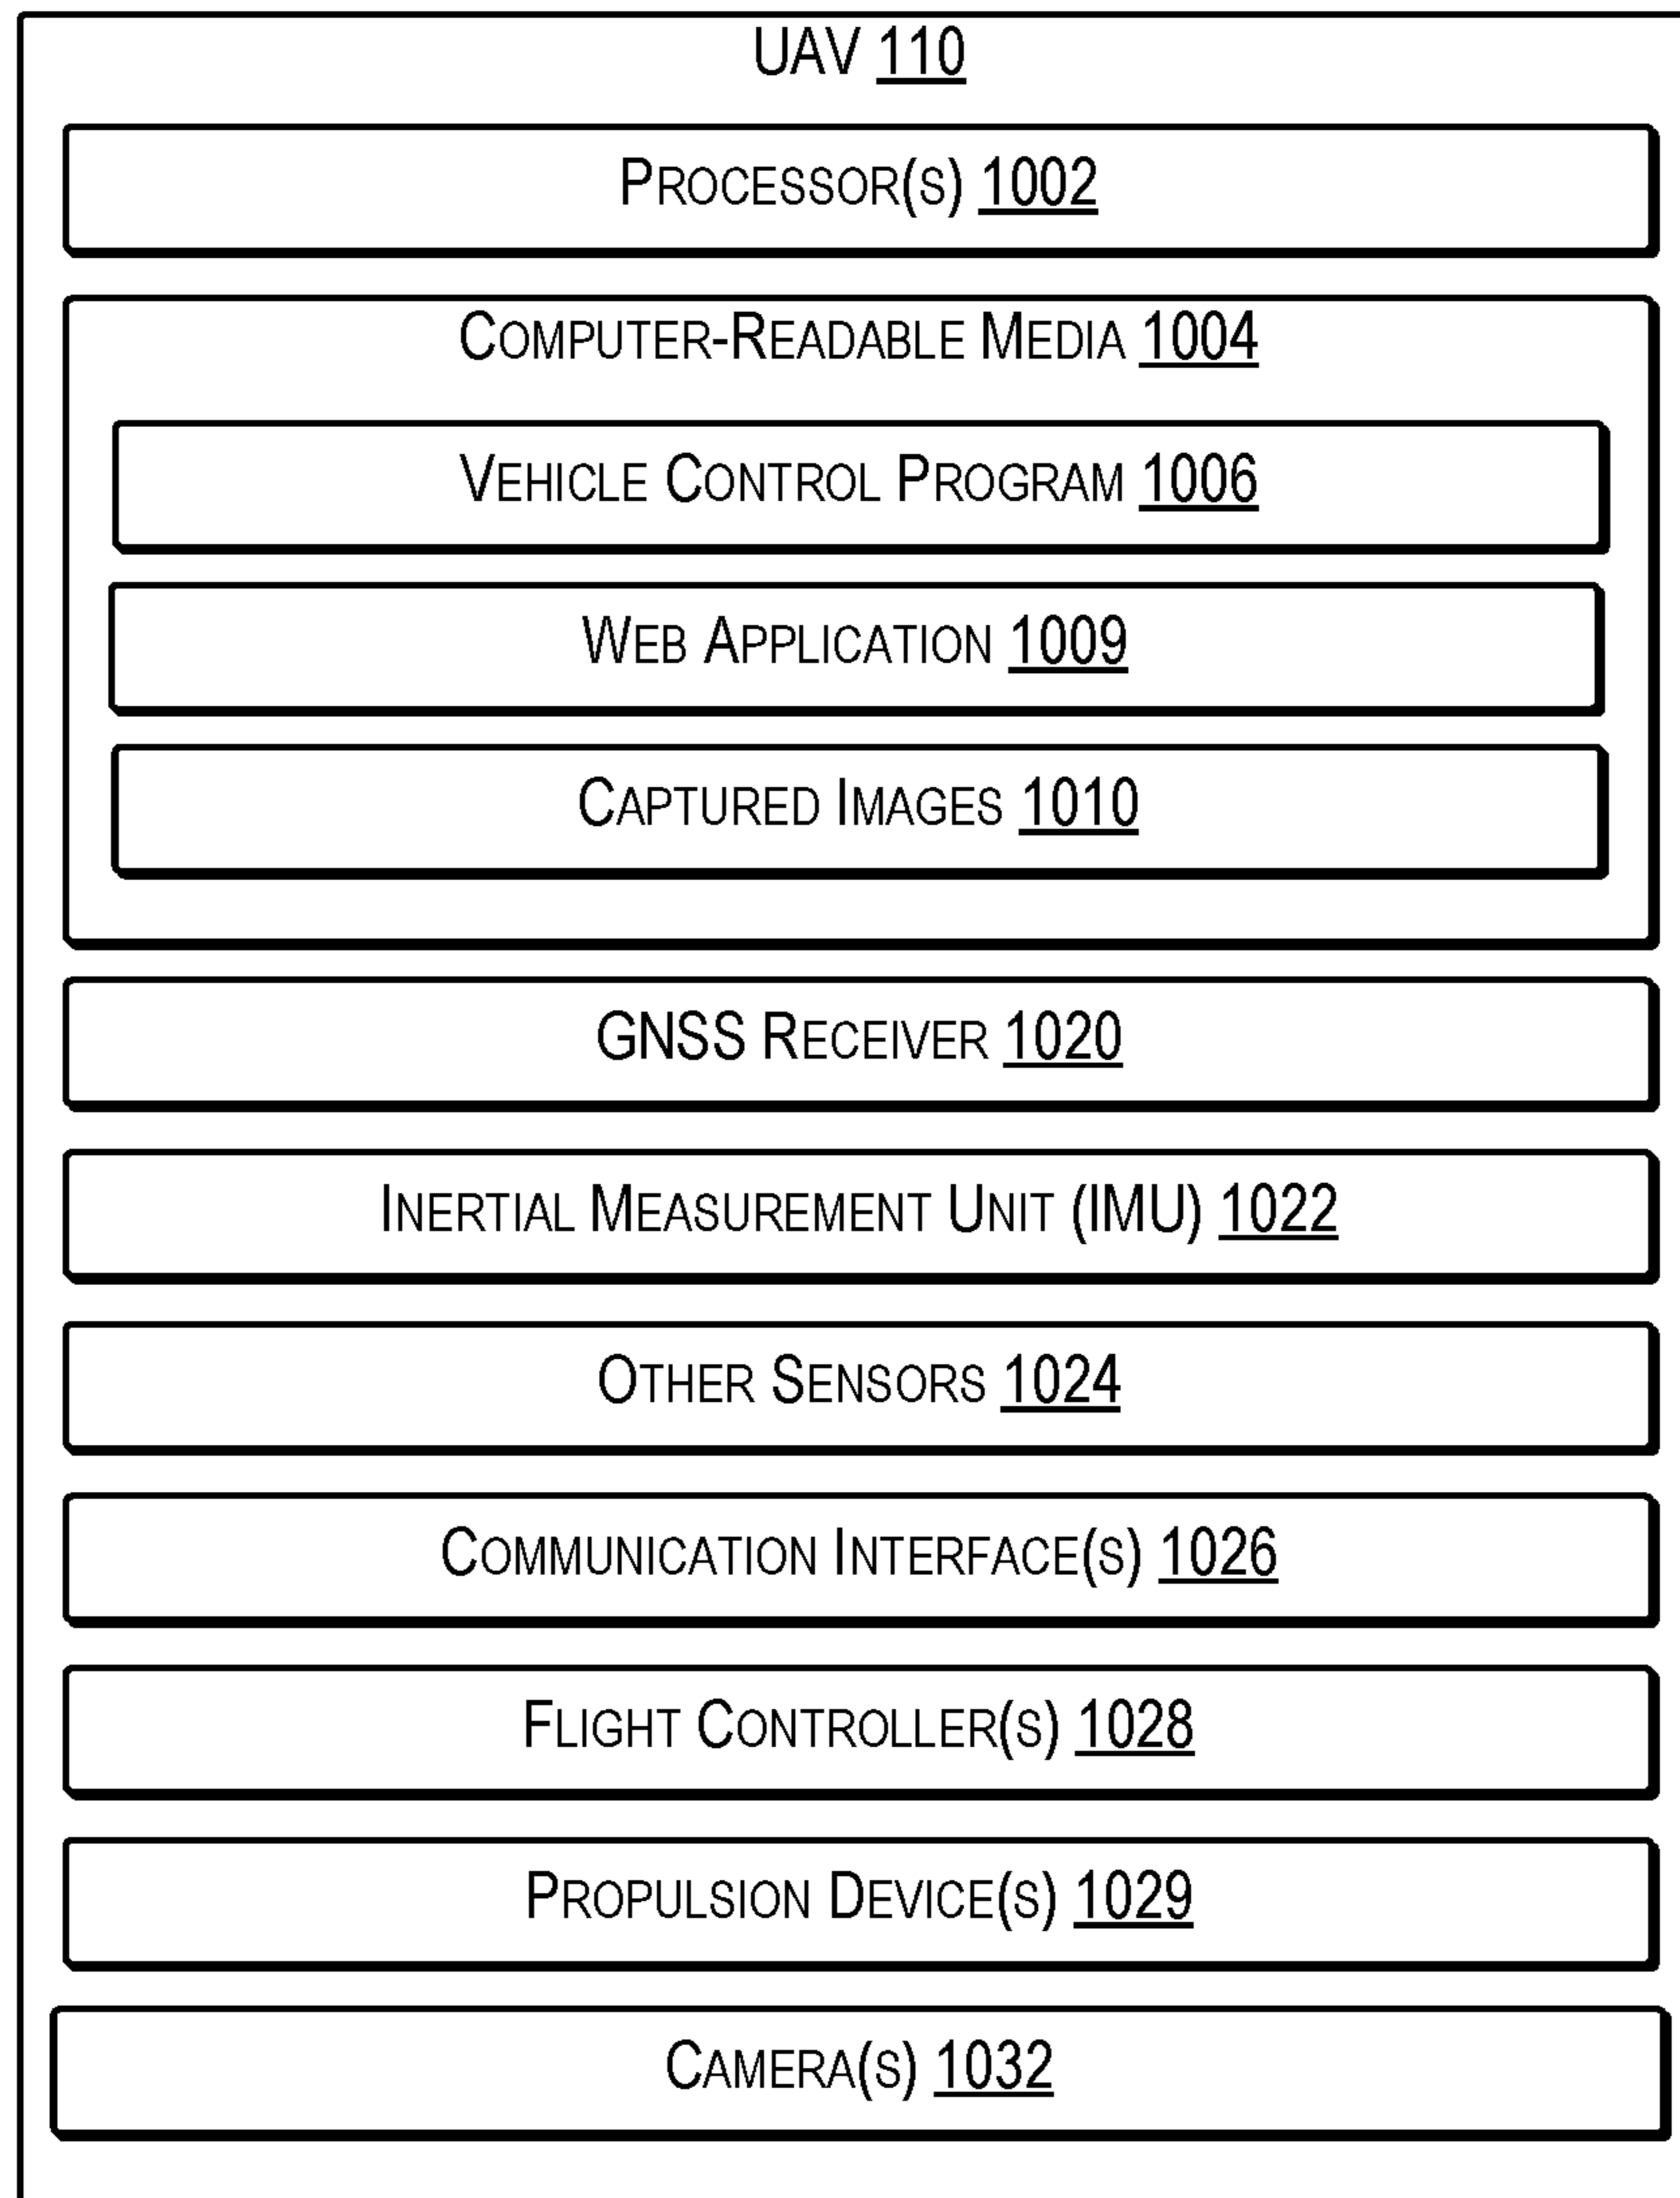 UAV 110
PROCESSOR(S) 1002
COMPUTER-READABLE MEDIA 1004
VEHICLE CONTROL PROGRAM 1006
WEB APPLICATION 1009
CAPTURED IMAGES 1010
GNSS RECEIVER 1020
INERTIAL MEASUREMENT UNIT (IMU) 1022
OTHER SENSORS 1024
COMMUNICATION INTERFACE(S) 1026
FLIGHT CONTROLLER(S) 1028
PROPULSION DEVICE(S) 1029
CAMERA(S) 1032